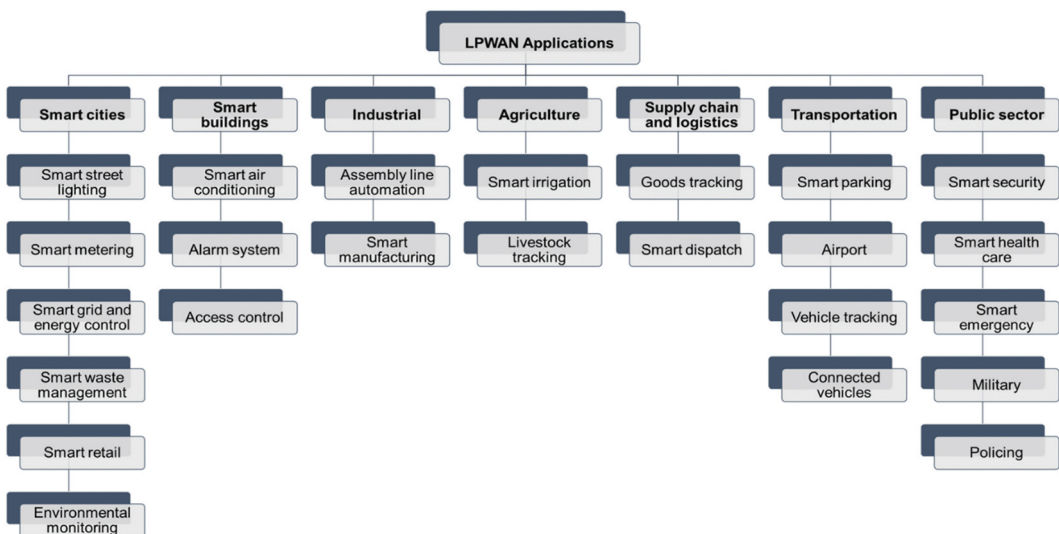 LPWAN Applications
Smart cities
Smart
buildings
Industrial
Agriculture
Supply chain
and logistics
Transportation
Public sector
Smart street
lighting
Smart air
conditioning
Assembly line
automation
Smart irrigation
Goods tracking
Smart parking
Smart security
Smart metering
Alarm system
Smart
manufacturing
Livestock
tracking
Smart dispatch
Airport
Smart health
care
Smart grid and
energy control
Access control
Vehicle tracking
Smart
emergency
Smart waste
management
Connected
vehicles
Military
Smart retail
Policing
Environmental
monitoring